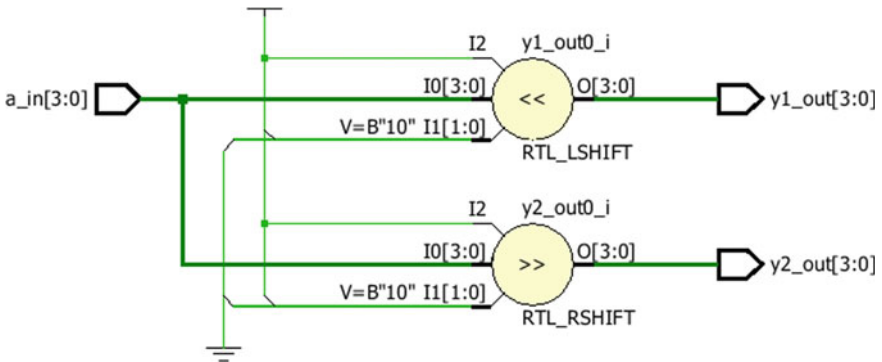 I2 y1_out0_i
a_in[3:0] I0[3:0] << O[3:0] y1_out[3:0]
V=B"10" I1[1:0]
RTL_LSHIFT
I2 y2_out0_i
I0[3:0] >> O[3:0] y2_out[3:0]
V=B"10" I1[1:0]
RTL_RSHIFT